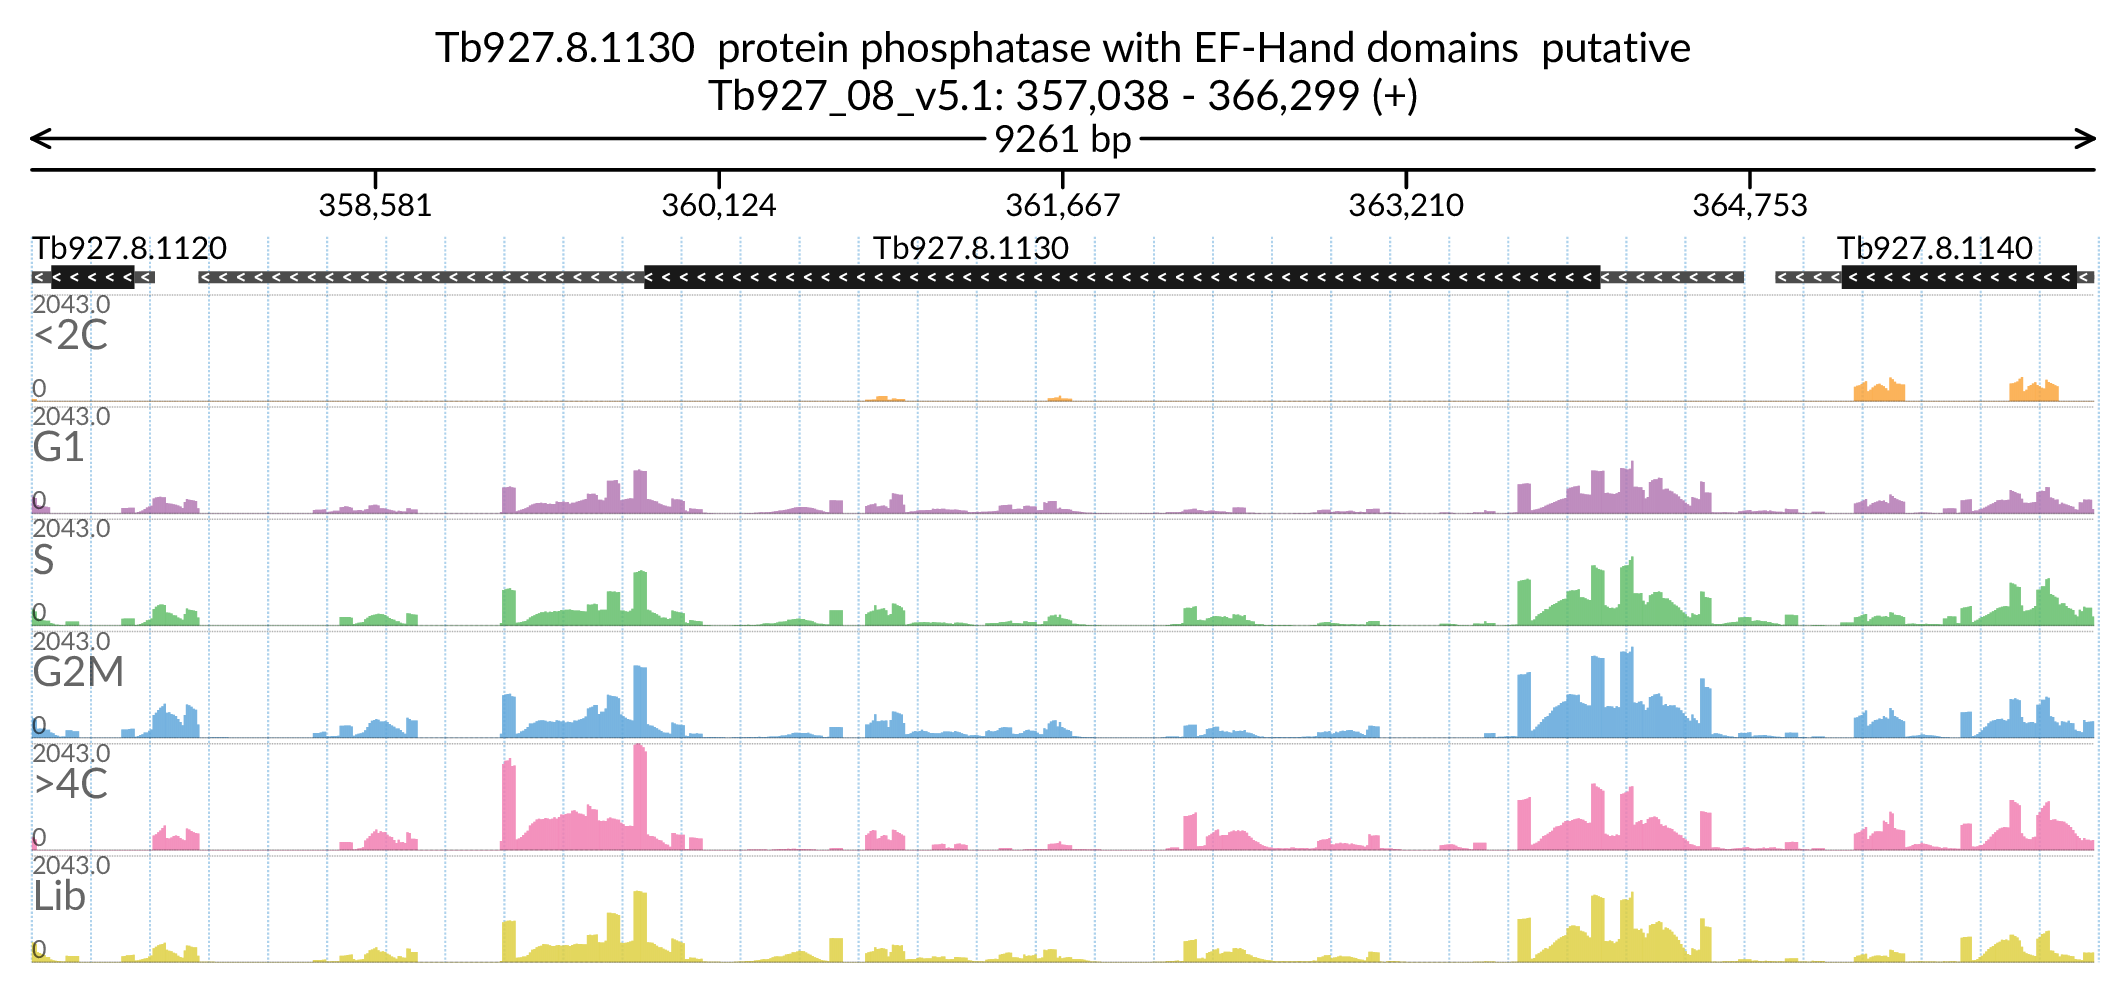 Tb927.8.1130  protein phosphatase with EF-Hand domains  putative
Tb927_08_v5.1: 357,038 - 366,299 (+)
9261 bp
358,581 360,124 361,667 363,210 364,753
Tb927.8.1120 Tb927.8.1130 Tb927.8.1140
2043.0
<2C
0
2043.0
G1
0
2043.0
S
0
2043.0
G2M
0
2043.0
>4C
0
2043.0
Lib
0